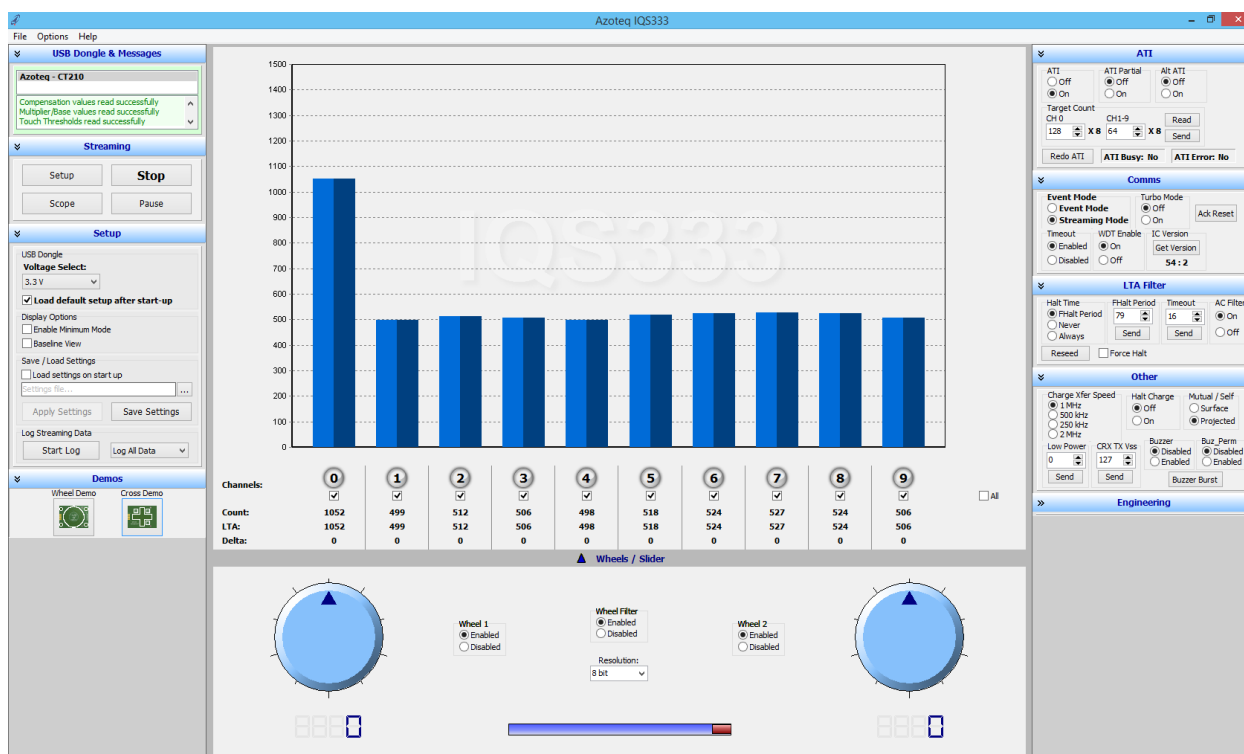 Azoteq IQS333
File Options Help
USB Dongle & Messages
Azoteq - CT210
Compensation values read successfully
Multiplier/Base values read successfully
Touch Thresholds read successfully
Streaming
Setup Stop
Scope Pause
Setup
USB Dongle
Voltage Select:
3.3 V
Load default setup after start-up
Display Options
Enable Minimum Mode
Baseline View
Save / Load Settings
Load settings on start up
Settings file... ...
Apply Settings Save Settings
Log Streaming Data
Start Log Log All Data
Demos
Wheel Demo Cross Demo
1500
1400
1300
1200
1100
1000
900
800
700
600
500
400
300
200
100
0
IQS333
Channels: 0 1 2 3 4 5 6 7 8 9
All
Count: 1052 499 512 506 498 518 524 527 524 506
LTA: 1052 499 512 506 498 518 524 527 524 506
Delta: 0 0 0 0 0 0 0 0 0 0
Wheels / Slider
Wheel 1
Enabled
Disabled
Wheel Filter
Enabled
Disabled
Resolution:
8 bit
Wheel 2
Enabled
Disabled
0
0
ATI
ATI ATI Partial Alt ATI
Off Off Off
On On On
Target Count
CH 0 CH1-9 Read
128 X 8 64 X 8 Send
Redo ATI ATI Busy: No ATI Error: No
Comms
Event Mode Turbo Mode
Event Mode Off Ack Reset
Streaming Mode On
Timeout WDT Enable IC Version
Enabled On Get Version
Disabled Off 54 : 2
LTA Filter
Halt Time FHalt Period Timeout AC Filter
FHalt Period 79 16 On
Never Send Send Off
Always
Reseed Force Halt
Other
Charge Xfer Speed Halt Charge Mutual / Self
1 MHz Off Surface
500 kHz On Projected
250 kHz
2 MHz
Low Power CRX TX Vss Buzzer Buz_Perm
0 127 Disabled Disabled
Enabled Enabled
Send Send Buzzer Burst
Engineering